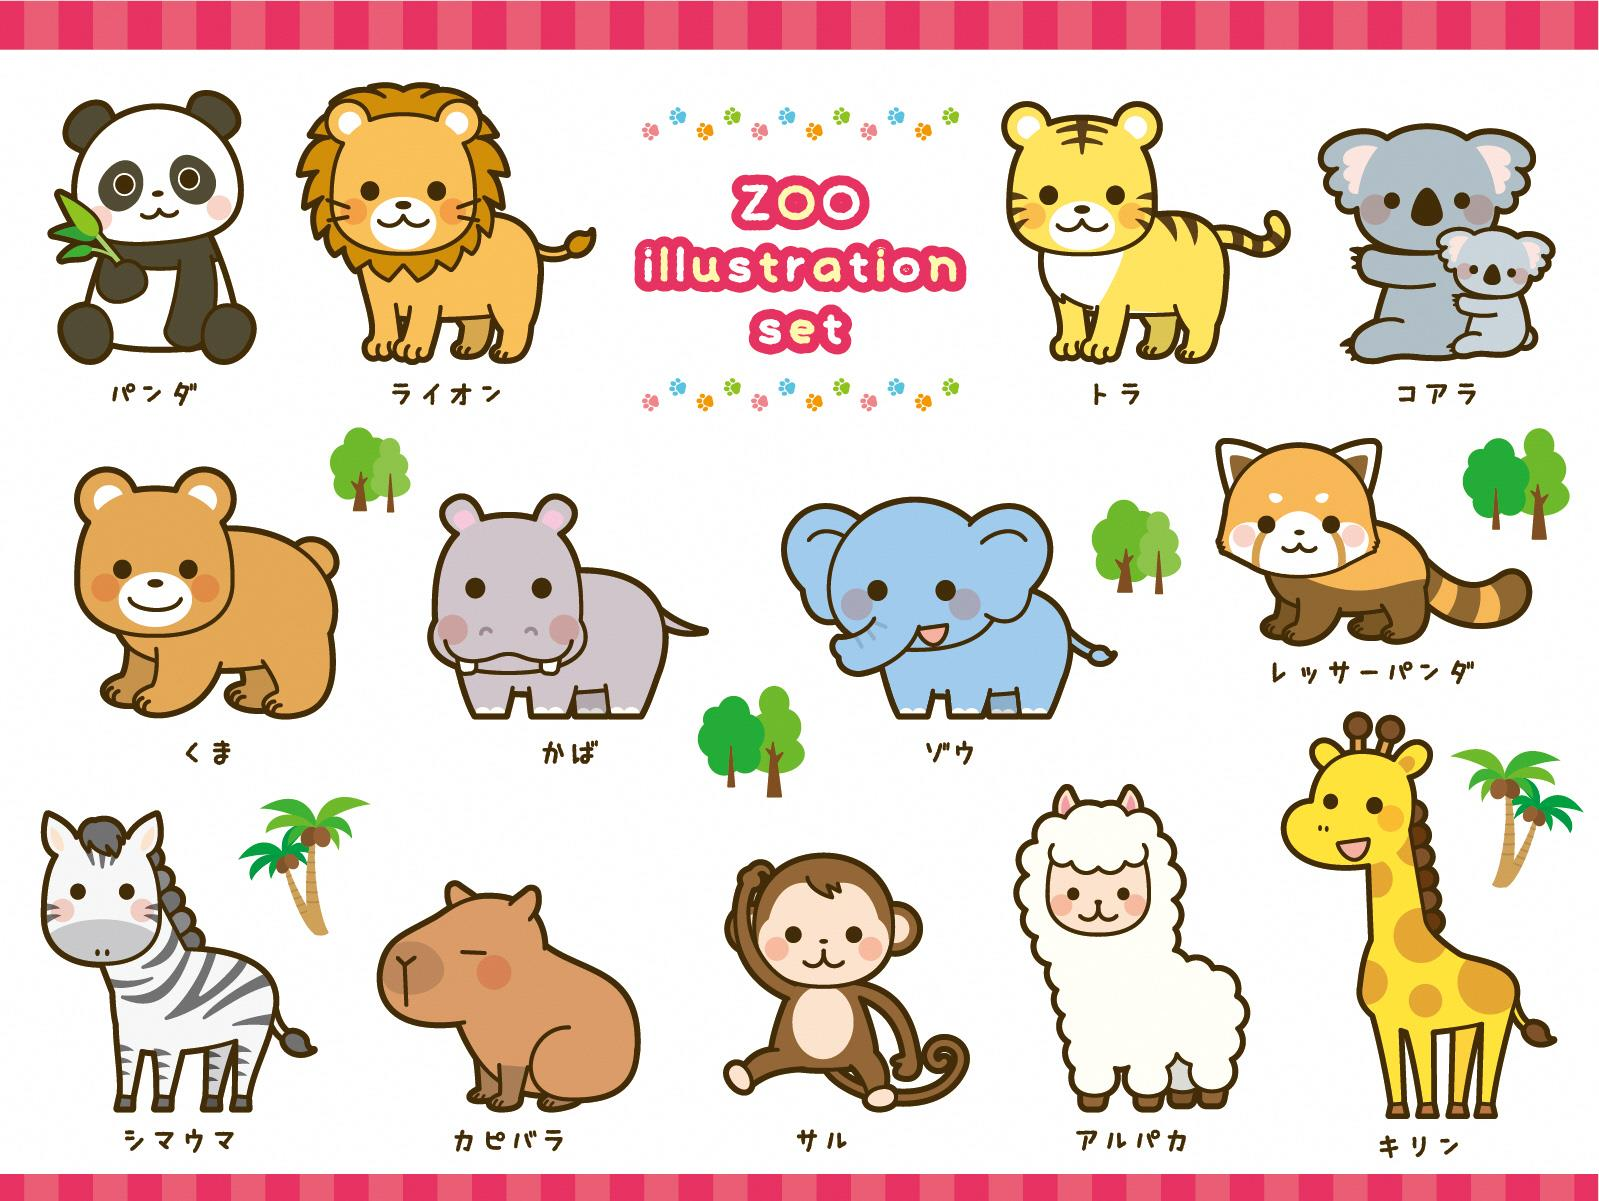 zoo
illustration
set
パンダ
ライオン
トラ
コアラ
くま
かば
ゾウ
レッサーパンダ
シマウマ
カピバラ
サル
アルパカ
キリン